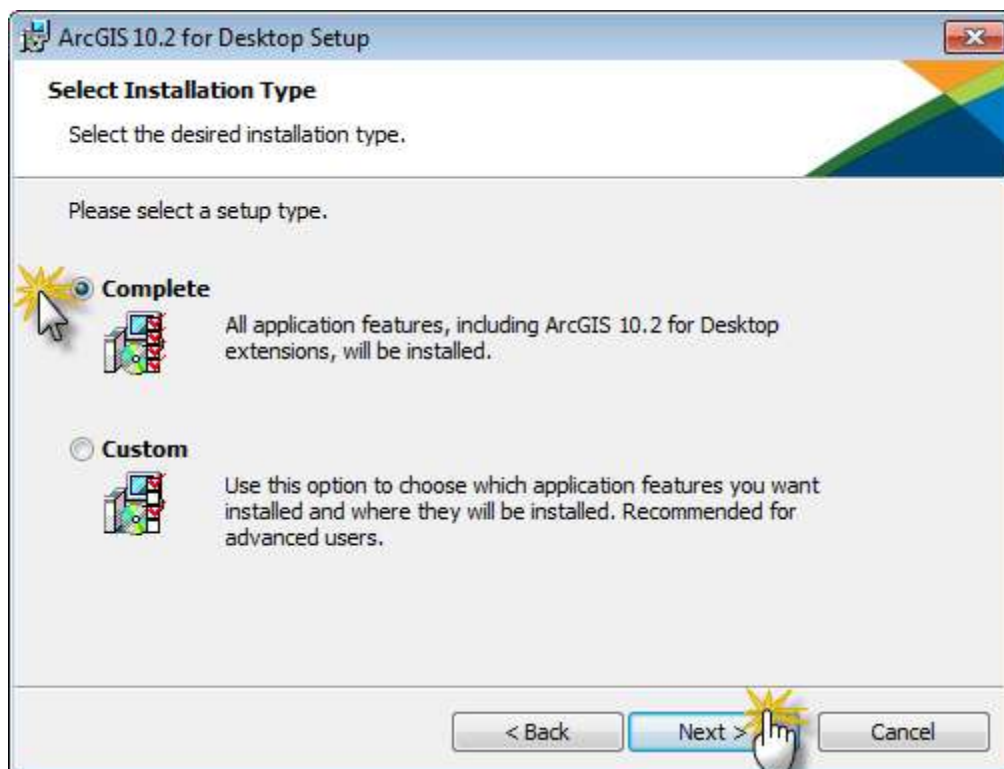 ArcGIS 10.2 for Desktop Setup
Select Installation Type
Select the desired installation type.
Please select a setup type.
Complete
All application features, including ArcGIS 10.2 for Desktop
extensions, will be installed.
Custom
Use this option to choose which application features you want
installed and where they will be installed. Recommended for
advanced users.
< Back
Next >
Cancel